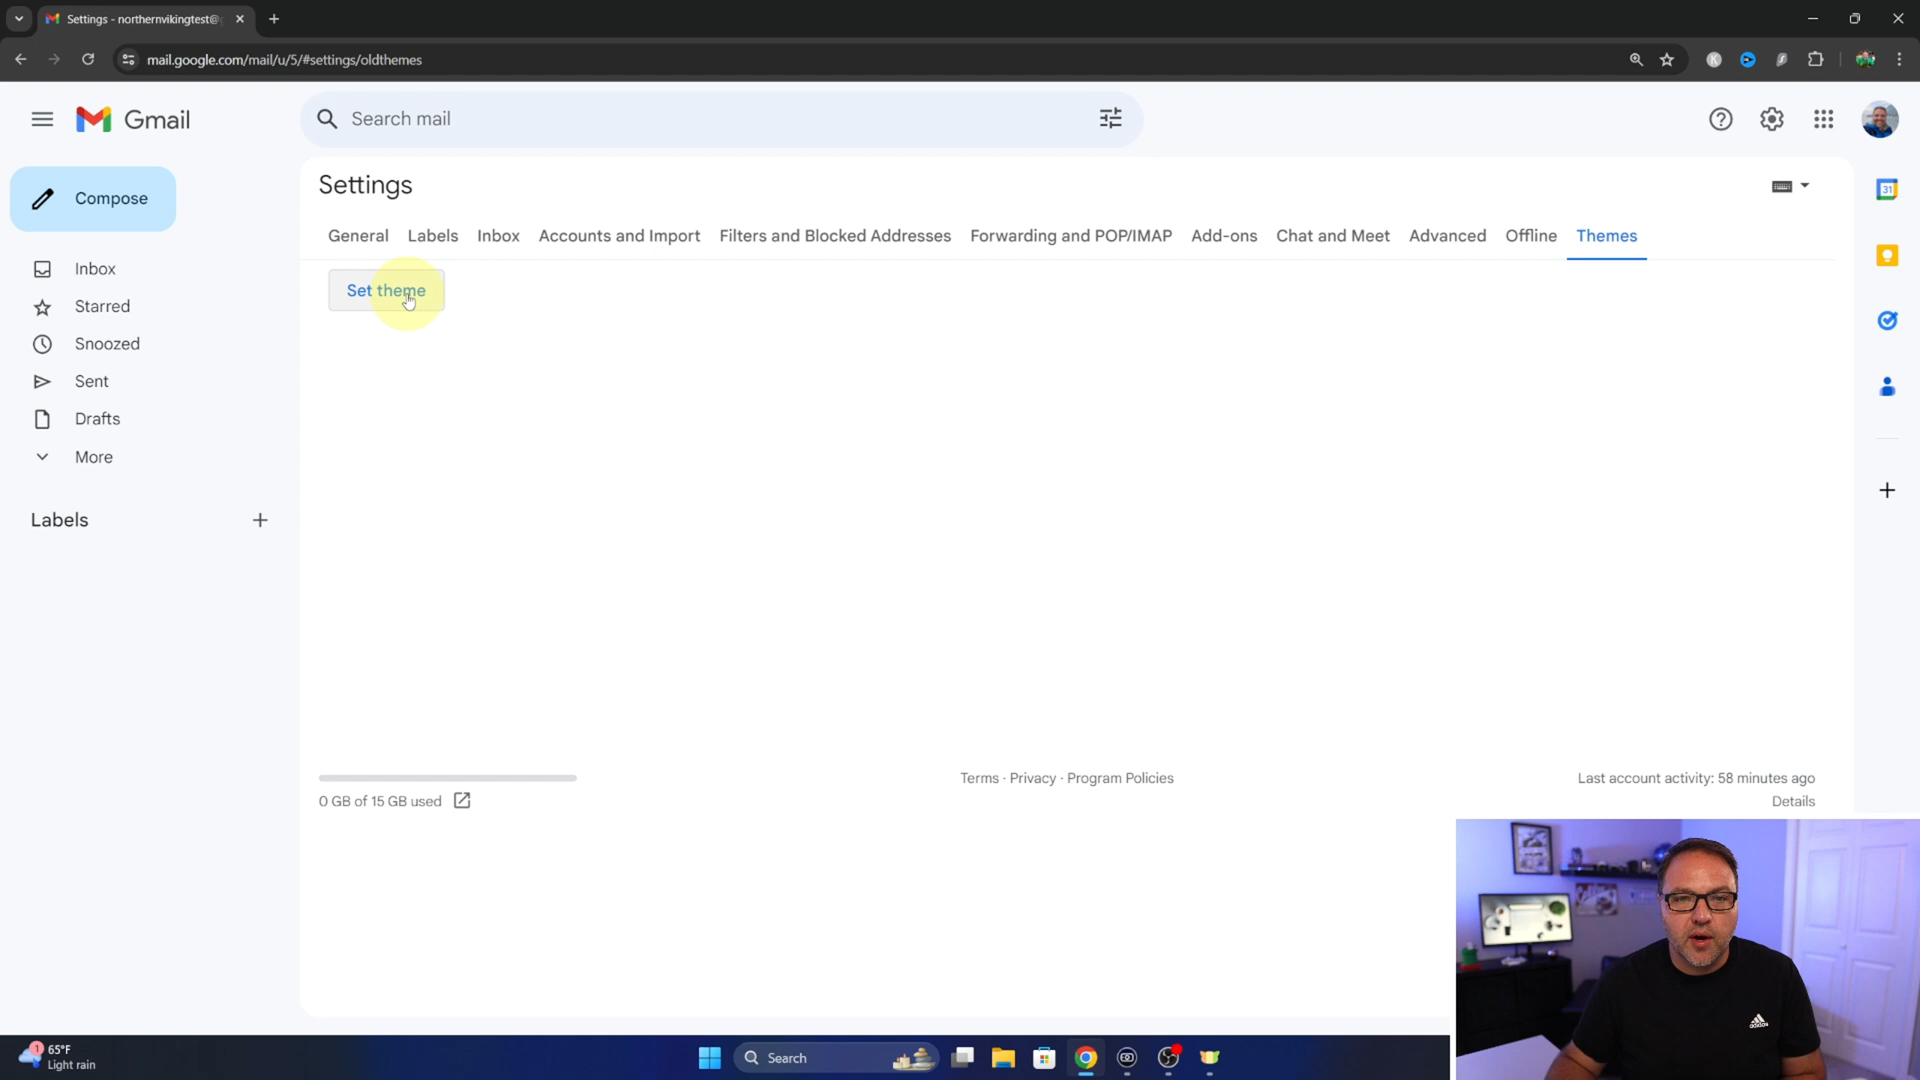 Settings - northernvikingtest@
mail.google.com/mail/u/5/#settings/oldthemes
Gmail
Search mail
31
Compose
Settings
General Labels Inbox Accounts and Import Filters and Blocked Addresses Forwarding and POP/IMAP Add-ons Chat and Meet Advanced Offline Themes
Set theme
Inbox
Starred
Snoozed
Sent
Drafts
More
Labels
0 GB of 15 GB used
Terms · Privacy · Program Policies
Last account activity: 58 minutes ago
Details
adidas
1
65°F
Light rain
Search